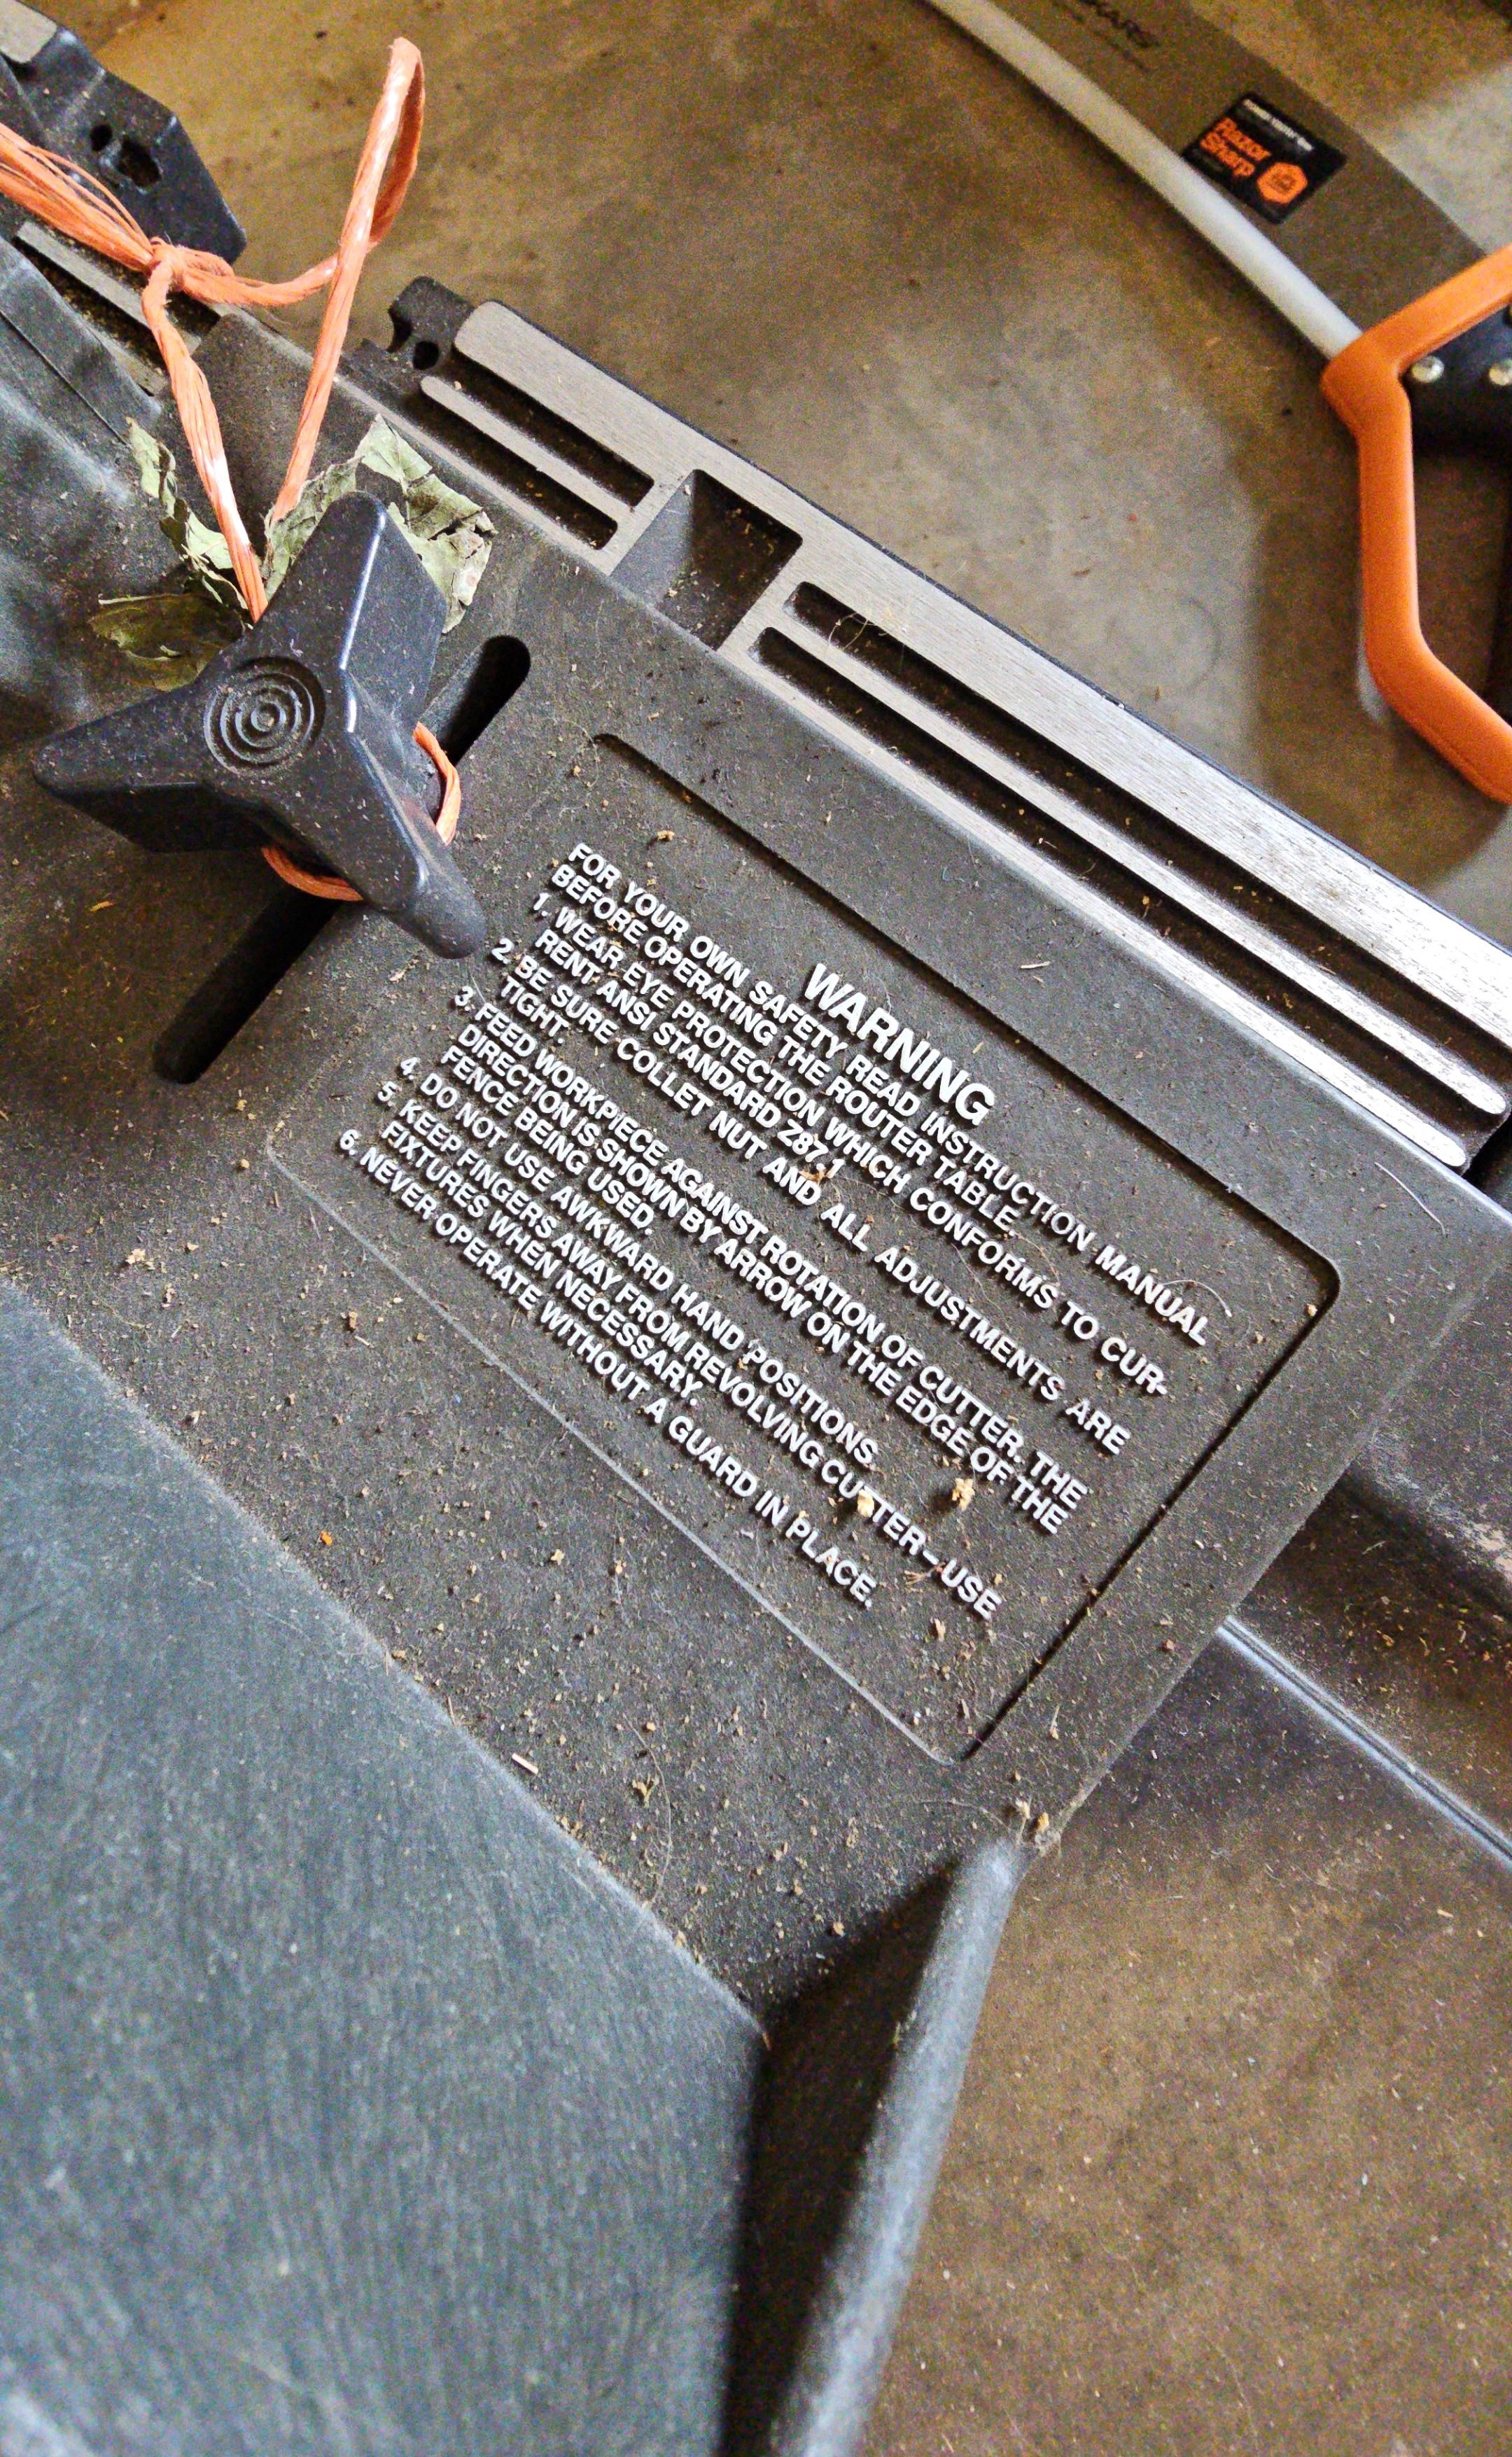 Razor
Sharp
WARNING
FOR YOUR OWN SAFETY READ INSTRUCTION MANUAL
BEFORE OPERATING THE ROUTER TABLE.
1. WEAR EYE PROTECTION WHICH CONFORMS TO CUR-
RENT ANSI STANDARD Z87.1
2. BE SURE COLLET NUT AND ALL ADJUSTMENTS ARE
TIGHT.
3. FEED WORKPIECE AGAINST ROTATION OF CUTTER. THE
DIRECTION IS SHOWN BY ARROW ON THE EDGE OF THE
FENCE BEING USED.
4. DO NOT USE AWKWARD HAND POSITIONS.
5. KEEP FINGERS AWAY FROM REVOLVING CUTTER-USE
FIXTURES WHEN NECESSARY.
6. NEVER OPERATE WITHOUT A GUARD IN PLACE.